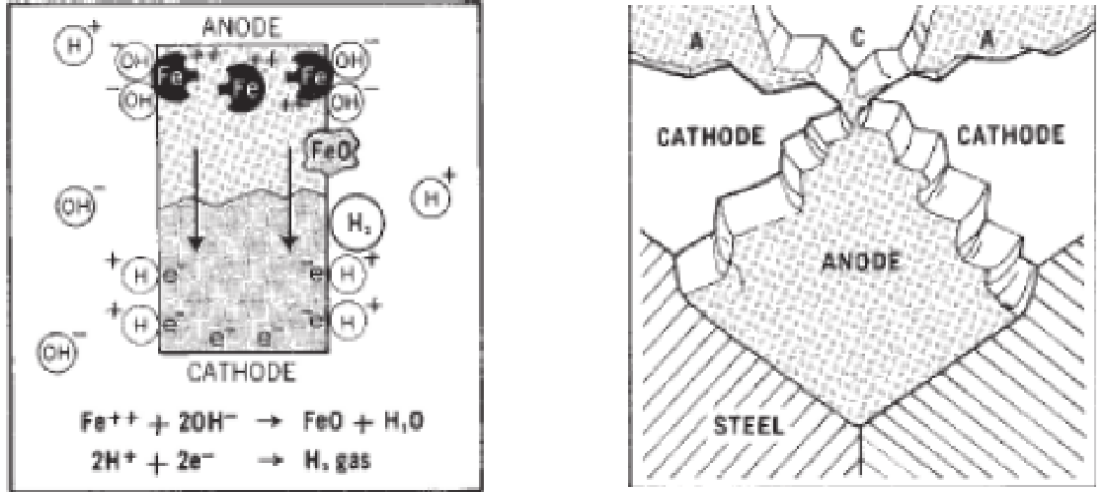 ANODE
H+
OH-
++
++
OH-
Fe
Fe
Fe
-OH
++
OH-
FeO
OH-
H+
H₂
+H e-
e- H+
+H e-
e- H+
e- e-
OH-
CATHODE
Fe++ + 2OH- → FeO + H₂O
2H+ + 2e- → H₂ gas
A C A
CATHODE CATHODE
ANODE
STEEL